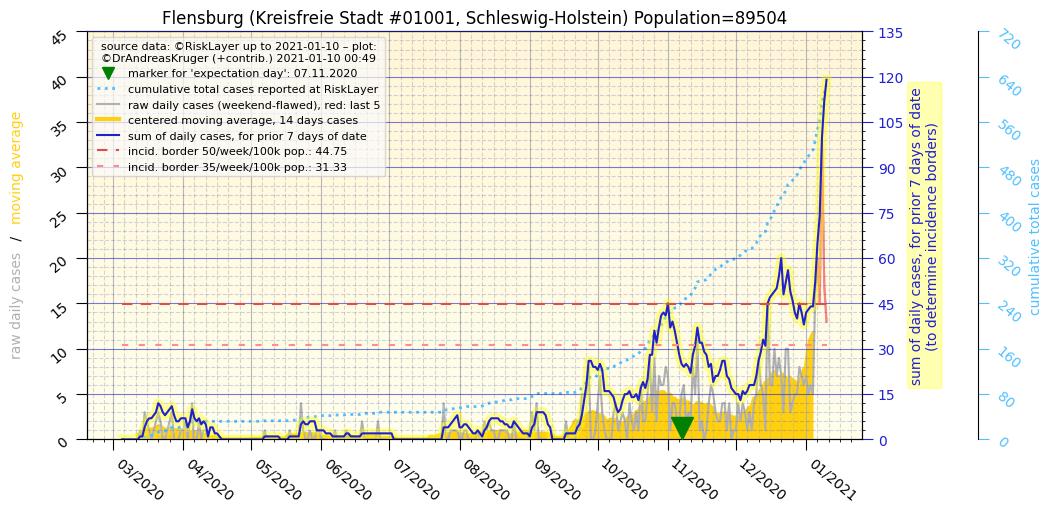 Flensburg (Kreisfreie Stadt #01001, Schleswig-Holstein) Population=89504
source data: ©RiskLayer up to 2021-01-10 – plot:
©DrAndreasKruger (+contrib.) 2021-01-10 00:49
marker for 'expectation day': 07.11.2020
cumulative total cases reported at RiskLayer
raw daily cases (weekend-flawed), red: last 5
centered moving average, 14 days cases
sum of daily cases, for prior 7 days of date
incid. border 50/week/100k pop.: 44.75
incid. border 35/week/100k pop.: 31.33
raw daily cases / moving average
45
40
35
30
25
20
15
10
5
0
03/2020
04/2020
05/2020
06/2020
07/2020
08/2020
09/2020
10/2020
11/2020
12/2020
01/2021
135
120
105
90
75
60
45
30
15
0
sum of daily cases, for prior 7 days of date
(to determine incidence borders)
720
640
560
480
400
320
240
160
80
0
cumulative total cases